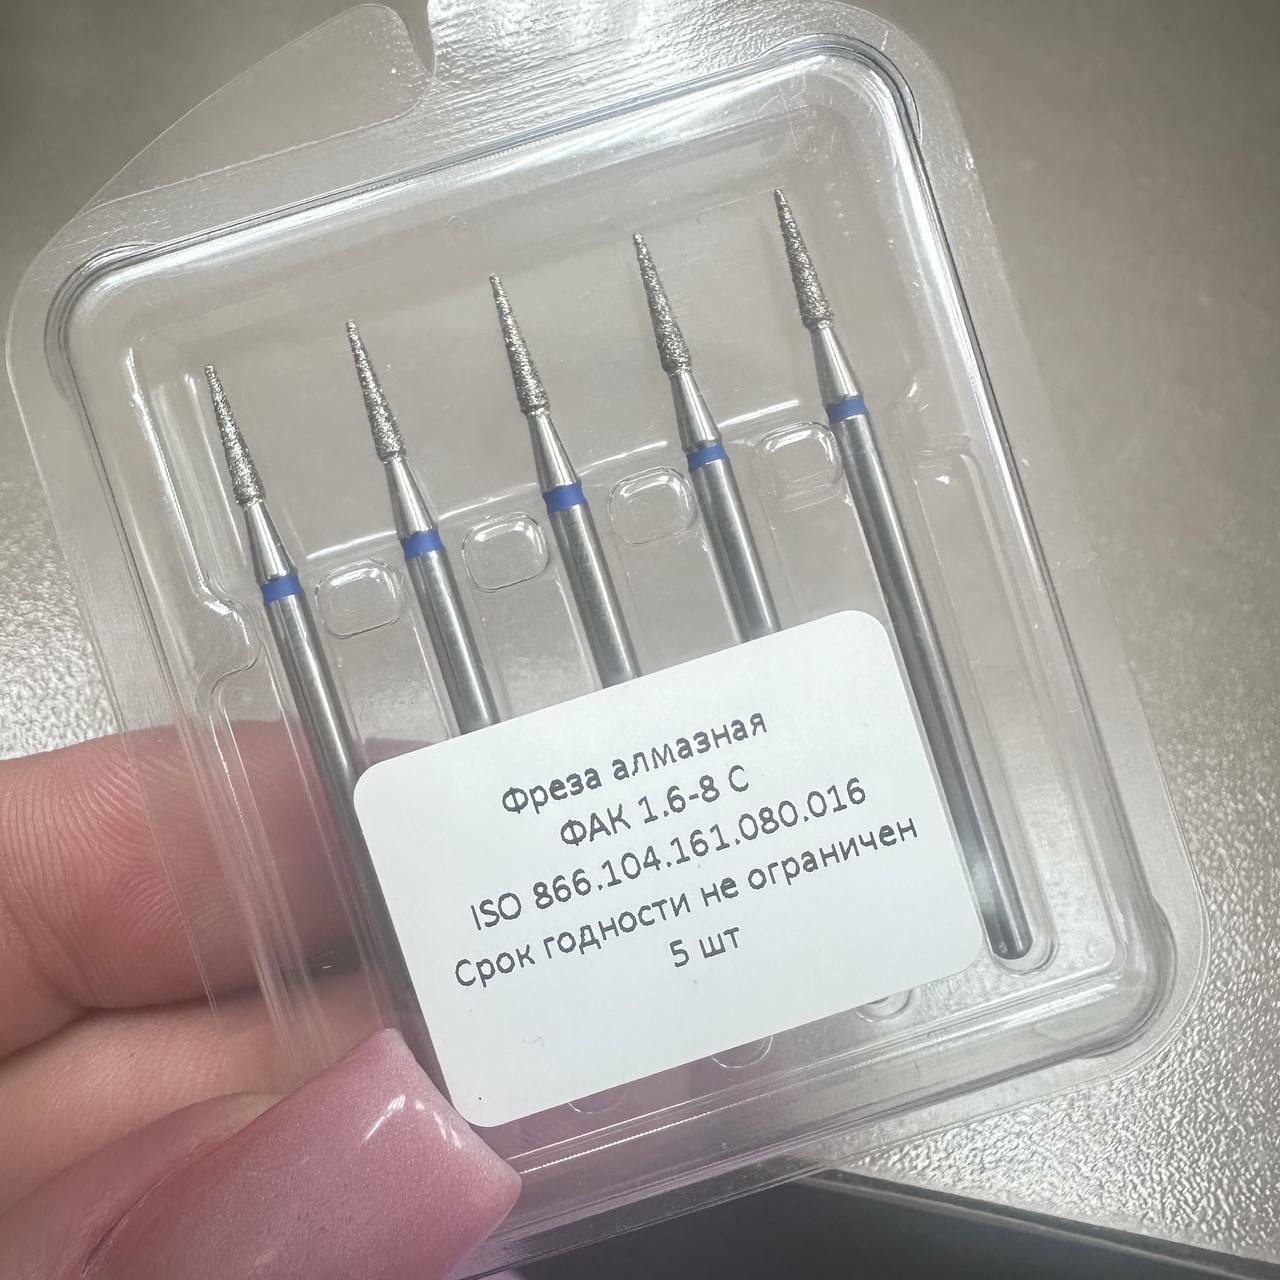 Фреза алмазная
ФАК 1.6-8 С
ISO 866.104.161.080.016
Срок годности не ограничен
5 шт